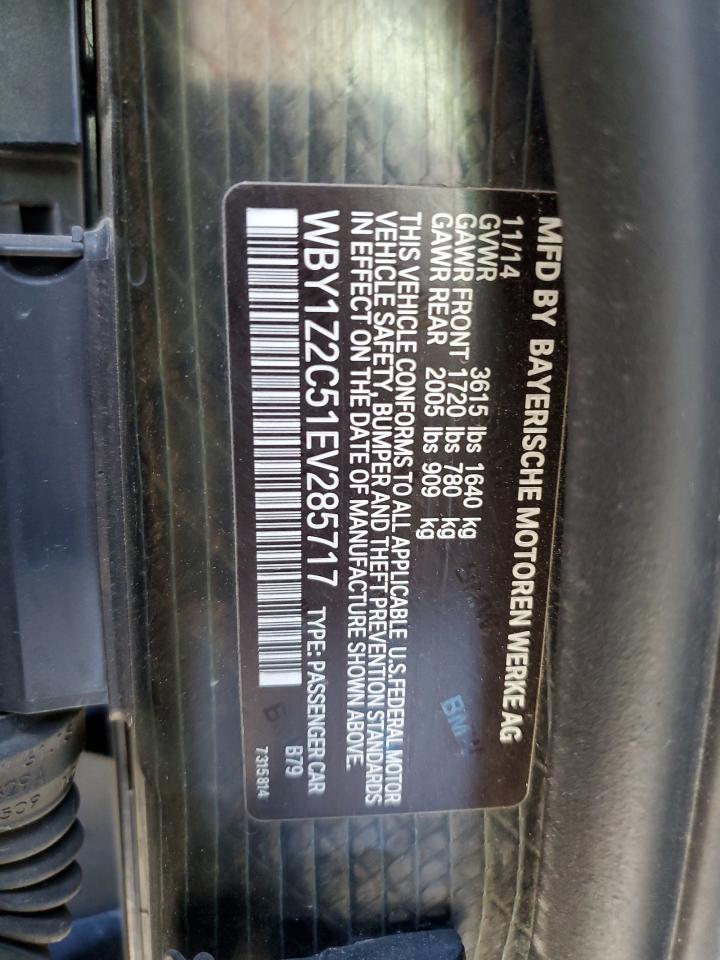 MFD BY BAYERISCHE MOTOREN WERKE AG
11/14
GVWR 3615 lbs 1640 kg
GAWR FRONT 1720 lbs 780 kg
GAWR REAR 2005 lbs 909 kg
THIS VEHICLE CONFORMS TO ALL APPLICABLE U.S.FEDERAL MOTOR
VEHICLE SAFETY, BUMPER AND THEFT PREVENTION STANDARDS
IN EFFECT ON THE DATE OF MANUFACTURE SHOWN ABOVE.
WBY1Z2C51EV285717 TYPE: PASSENGER CAR
B79
7315814